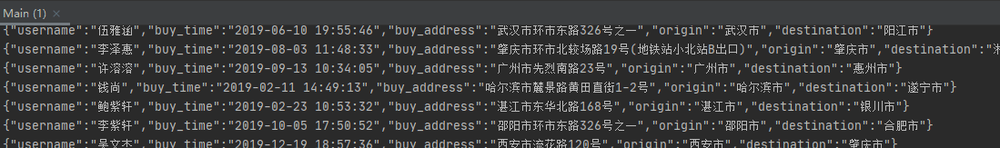 Main (1) ×
{"username":"伍雅涵","buy_time":"2019-06-10 19:55:46","buy_address":"武汉市环市东路326号之一","origin":"武汉市","destination":"阳江市"}
{"username":"李泽惠","buy_time":"2019-08-03 11:48:33","buy_address":"肇庆市环市北较场路19号(地铁站小北站B出口)","origin":"肇庆市","destination":"
{"username":"许溶溶","buy_time":"2019-09-13 10:34:05","buy_address":"广州市先烈南路23号","origin":"广州市","destination":"惠州市"}
{"username":"钱尚","buy_time":"2019-02-11 14:49:13","buy_address":"哈尔滨市麓景路黄田直街1-2号","origin":"哈尔滨市","destination":"遂宁市"}
{"username":"鲍紫轩","buy_time":"2019-02-23 10:53:32","buy_address":"湛江市东华北路168号","origin":"湛江市","destination":"银川市"}
{"username":"李紫轩","buy_time":"2019-10-05 17:50:52","buy_address":"邵阳市环市东路326号之一","origin":"邵阳市","destination":"合肥市"}
{"username":"吴文杰","buy_time":"2019-12-19 18:57:36","buy_address":"西安市流花路120号","origin":"西安市","destination":"肇庆市"}